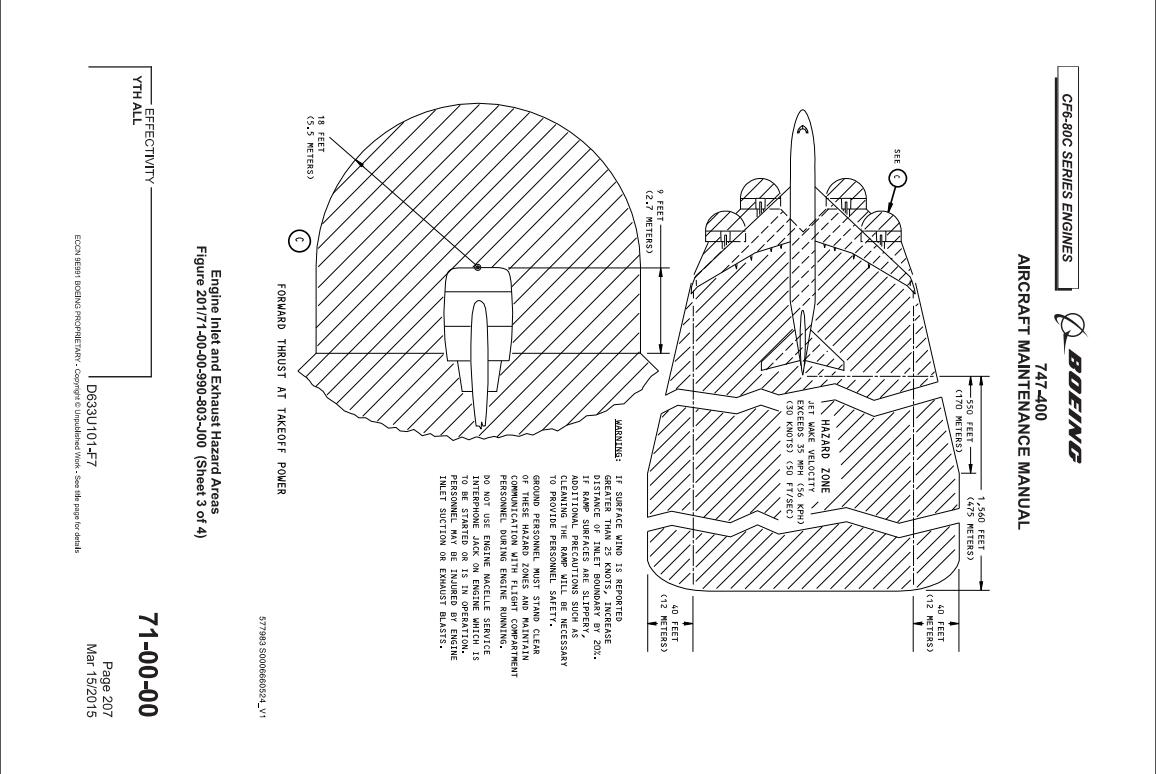 CF6-80C SERIES ENGINES
BOEING
747-400
AIRCRAFT MAINTENANCE MANUAL
1,560 FEET
(475 METERS)
550 FEET
(170 METERS)
40 FEET
(12 METERS)
SEE C
HAZARD ZONE
JET WAKE VELOCITY
EXCEEDS 35 MPH (56 KPH)
(30 KNOTS) (50 FT/SEC)
40 FEET
(12 METERS)
9 FEET
(2.7 METERS)
WARNING: IF SURFACE WIND IS REPORTED
GREATER THAN 25 KNOTS, INCREASE
DISTANCE OF INLET BOUNDARY BY 20%.
IF RAMP SURFACES ARE SLIPPERY,
ADDITIONAL PRECAUTIONS SUCH AS
CLEANING THE RAMP WILL BE NECESSARY
TO PROVIDE PERSONNEL SAFETY.
GROUND PERSONNEL MUST STAND CLEAR
OF THESE HAZARD ZONES AND MAINTAIN
COMMUNICATION WITH FLIGHT COMPARTMENT
PERSONNEL DURING ENGINE RUNNING.
DO NOT USE ENGINE NACELLE SERVICE
INTERPHONE JACK ON ENGINE WHICH IS
TO BE STARTED OR IS IN OPERATION.
PERSONNEL MAY BE INJURED BY ENGINE
INLET SUCTION OR EXHAUST BLASTS.
18 FEET
(5.5 METERS)
C
FORWARD THRUST AT TAKEOFF POWER
577983 S0006660524_V1
Engine Inlet and Exhaust Hazard Areas
Figure 201/71-00-00-990-803-J00 (Sheet 3 of 4)
EFFECTIVITY
YTH ALL
71-00-00
Page 207
D633U101-F7
Mar 15/2015
ECCN 9E991 BOEING PROPRIETARY - Copyright © Unpublished Work - See title page for details